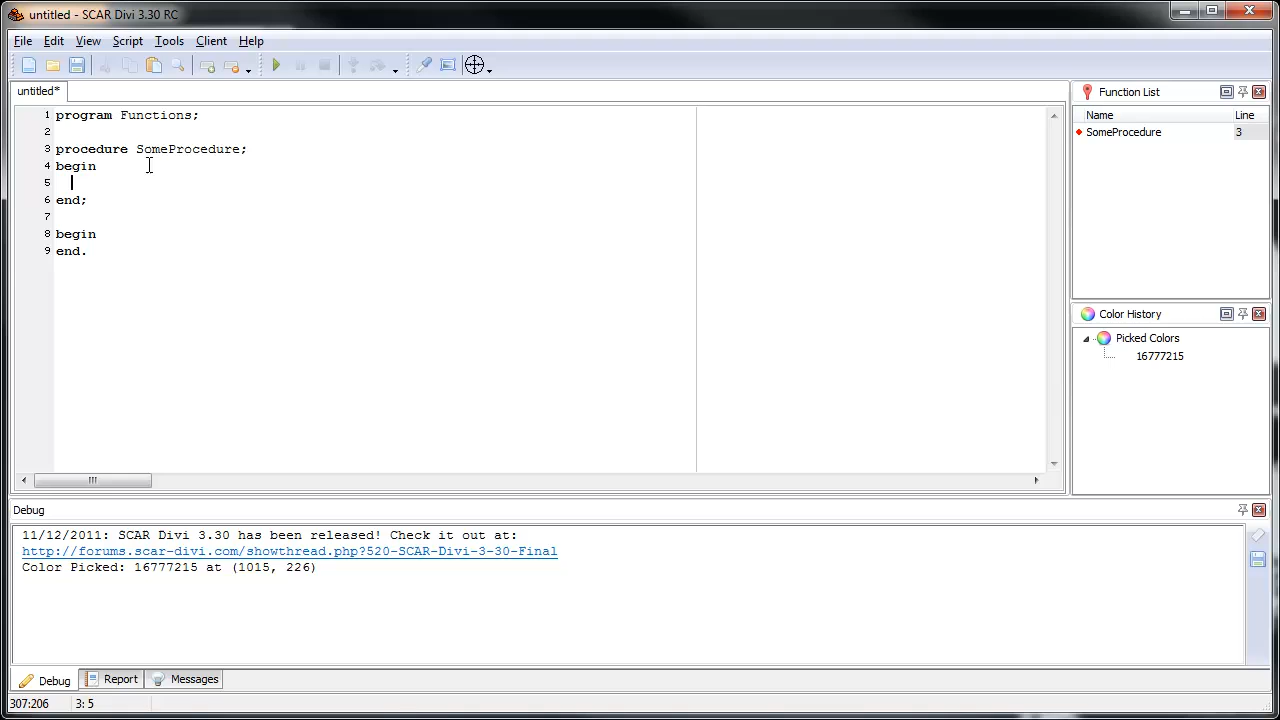 untitled - SCAR Divi 3.30 RC
File Edit View Script Tools Client Help
untitled*
1 program Functions;
2
3 procedure SomeProcedure;
4 begin
5
6 end;
7
8 begin
9 end.
Function List
Name Line
SomeProcedure 3
Color History
Picked Colors
16777215
Debug
11/12/2011: SCAR Divi 3.30 has been released! Check it out at:
http://forums.scar-divi.com/showthread.php?520-SCAR-Divi-3-30-Final
Color Picked: 16777215 at (1015, 226)
Debug Report Messages
307:206 3: 5